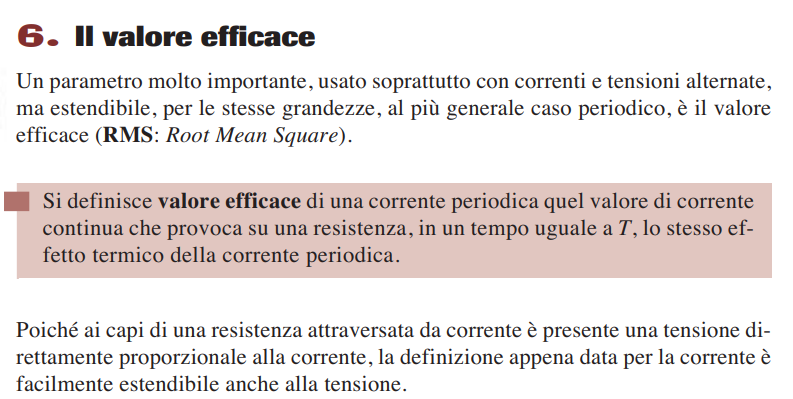 6. Il valore efficace
Un parametro molto importante, usato soprattutto con correnti e tensioni alternate,
ma estendibile, per le stesse grandezze, al più generale caso periodico, è il valore
efficace (RMS: Root Mean Square).
Si definisce valore efficace di una corrente periodica quel valore di corrente
continua che provoca su una resistenza, in un tempo uguale a T, lo stesso ef-
fetto termico della corrente periodica.
Poiché ai capi di una resistenza attraversata da corrente è presente una tensione di-
rettamente proporzionale alla corrente, la definizione appena data per la corrente è
facilmente estendibile anche alla tensione.